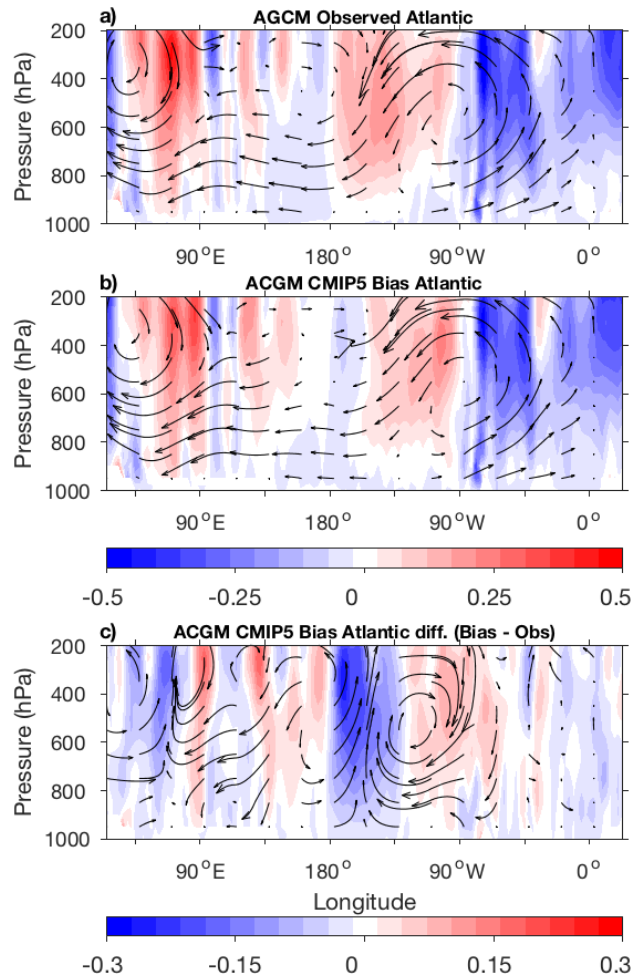 a) AGCM Observed Atlantic
200
400
600
800
1000
Pressure (hPa)
90°E 180° 90°W 0°
b) ACGM CMIP5 Bias Atlantic
200
400
600
800
1000
Pressure (hPa)
90°E 180° 90°W 0°
-0.5 -0.25 0 0.25 0.5
c) ACGM CMIP5 Bias Atlantic diff. (Bias - Obs)
200
400
600
800
1000
Pressure (hPa)
90°E 180° 90°W 0°
Longitude
-0.3 -0.15 0 0.15 0.3